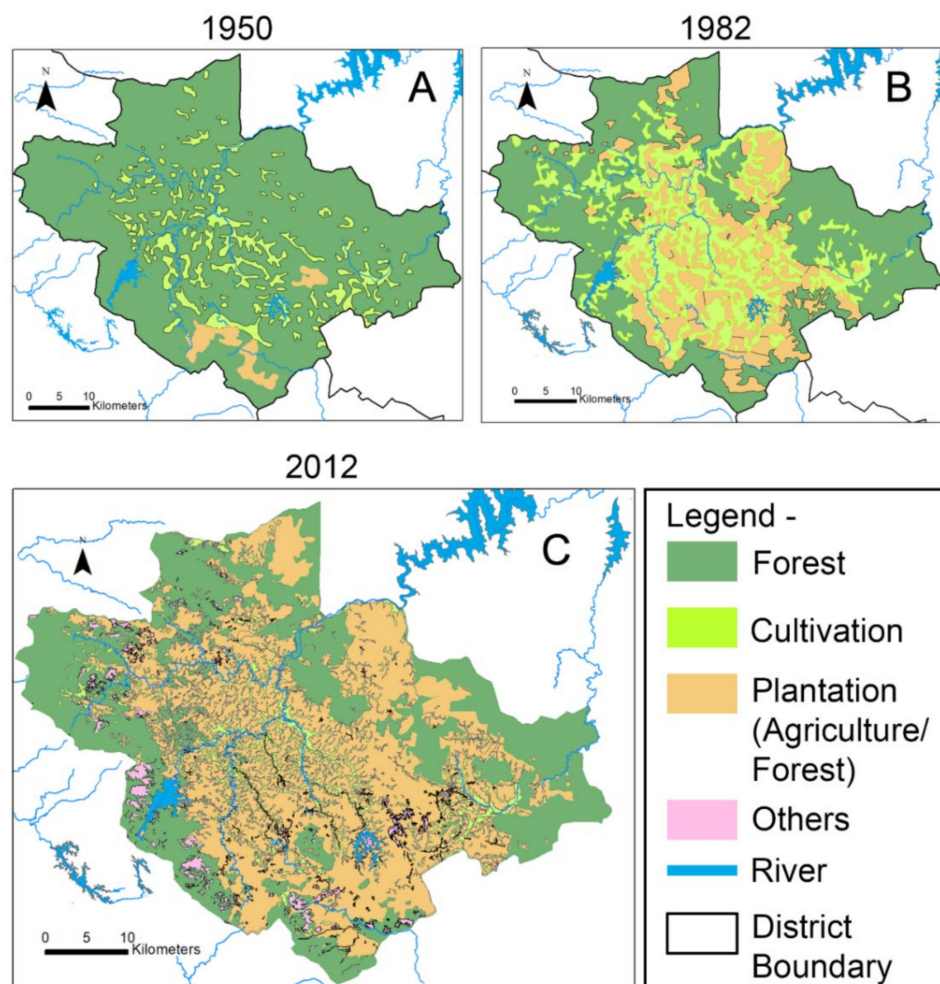 1950
1982
N
A
0 5 10
Kilometers
N
B
0 5 10
Kilometers
2012
N
C
0 5 10
Kilometers
Legend -
Forest
Cultivation
Plantation
(Agriculture/
Forest)
Others
River
District
Boundary